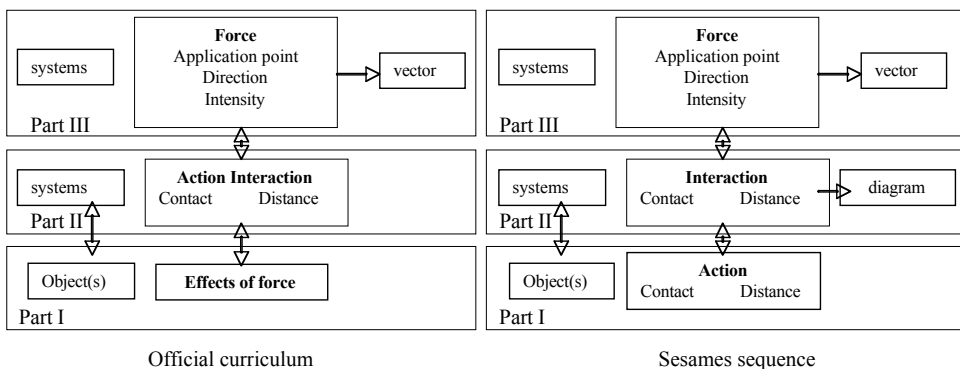 Force
Application point
Direction
Intensity
systems
vector
Part III
Action Interaction
Contact Distance
systems
Part II
Object(s)
Effects of force
Part I
Official curriculum
Force
Application point
Direction
Intensity
systems
vector
Part III
Interaction
Contact Distance
systems
diagram
Part II
Action
Contact Distance
Object(s)
Part I
Sesames sequence